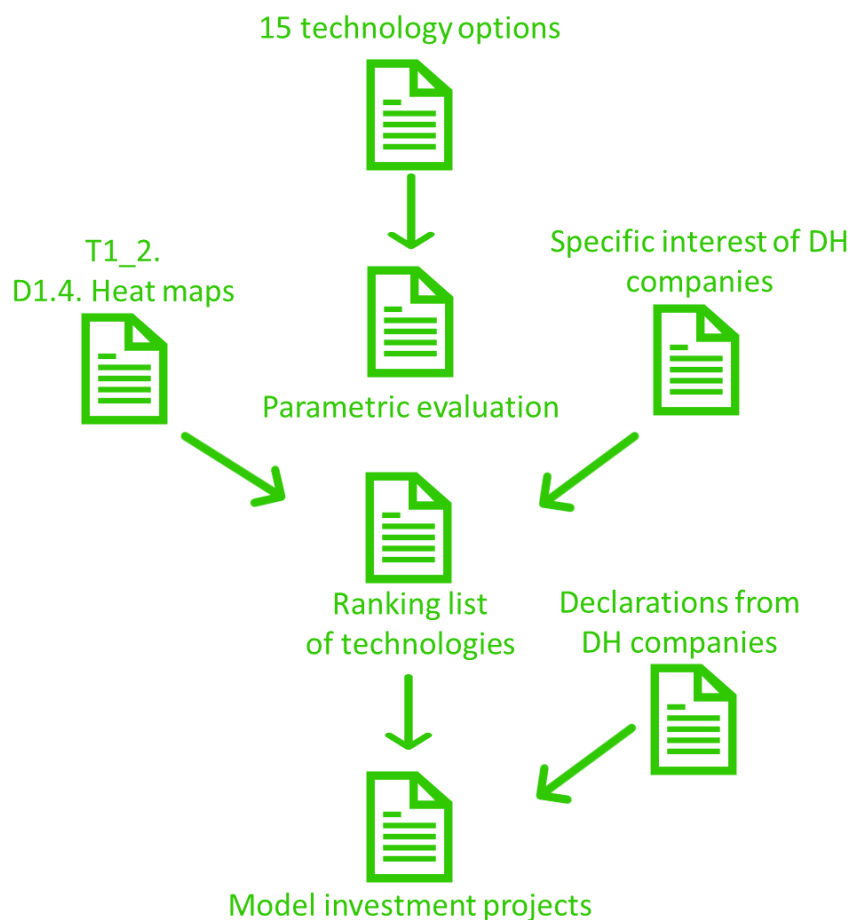 15 technology options
T1_2.
D1.4. Heat maps
Specific interest of DH
companies
Parametric evaluation
Ranking list
of technologies
Declarations from
DH companies
Model investment projects